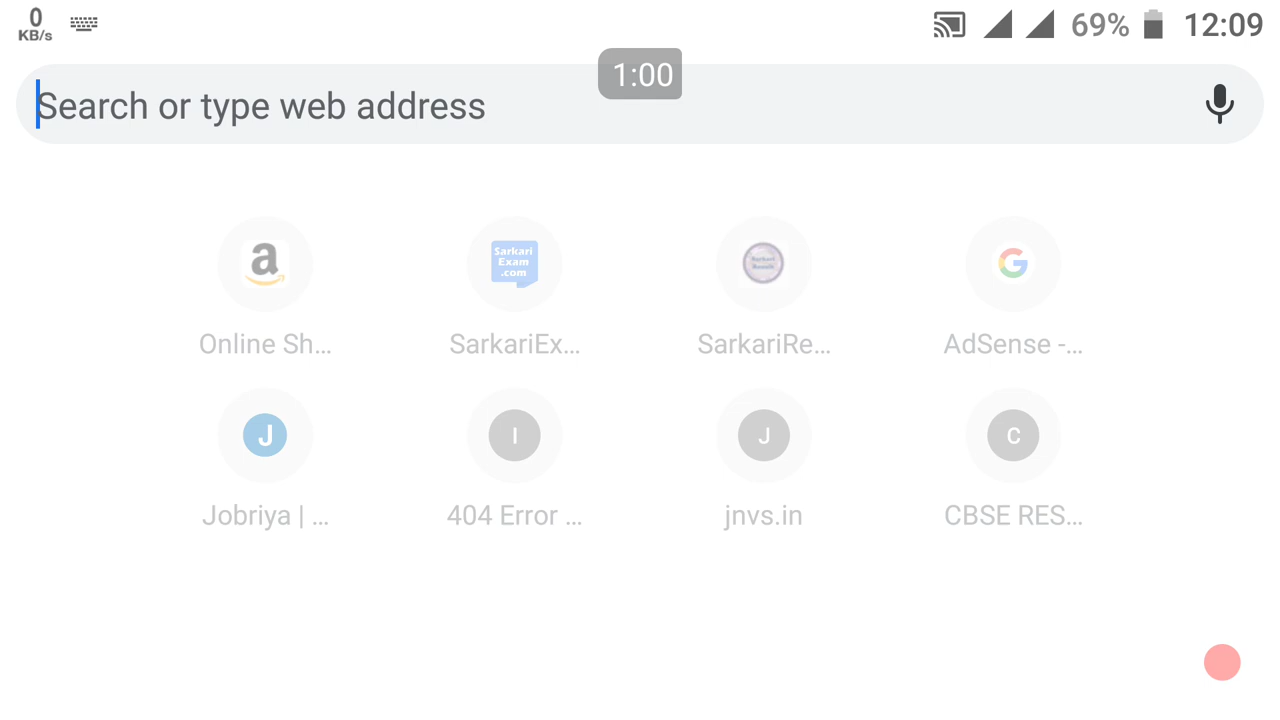 0
KB/s
69%
12:09
1:00
Search or type web address
a
Sarkari
Exam
.com
G
Online Sh...
SarkariEx...
SarkariRe...
AdSense -...
J
I
J
C
Jobriya | ...
404 Error ...
jnvs.in
CBSE RES...